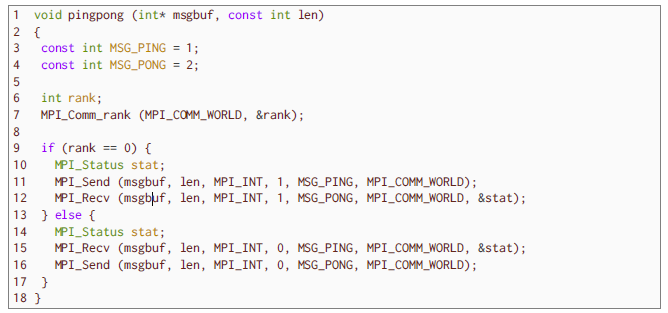 1 void pingpong (int* msgbuf, const int len)
2 {
3 const int MSG_PING = 1;
4 const int MSG_PONG = 2;
5
6 int rank;
7 MPI_Comm_rank (MPI_COMM_WORLD, &rank);
8
9 if (rank == 0) {
10 MPI_Status stat;
11 MPI_Send (msgbuf, len, MPI_INT, 1, MSG_PING, MPI_COMM_WORLD);
12 MPI_Recv (msgbuf, len, MPI_INT, 1, MSG_PONG, MPI_COMM_WORLD, &stat);
13 } else {
14 MPI_Status stat;
15 MPI_Recv (msgbuf, len, MPI_INT, 0, MSG_PING, MPI_COMM_WORLD, &stat);
16 MPI_Send (msgbuf, len, MPI_INT, 0, MSG_PONG, MPI_COMM_WORLD);
17 }
18 }